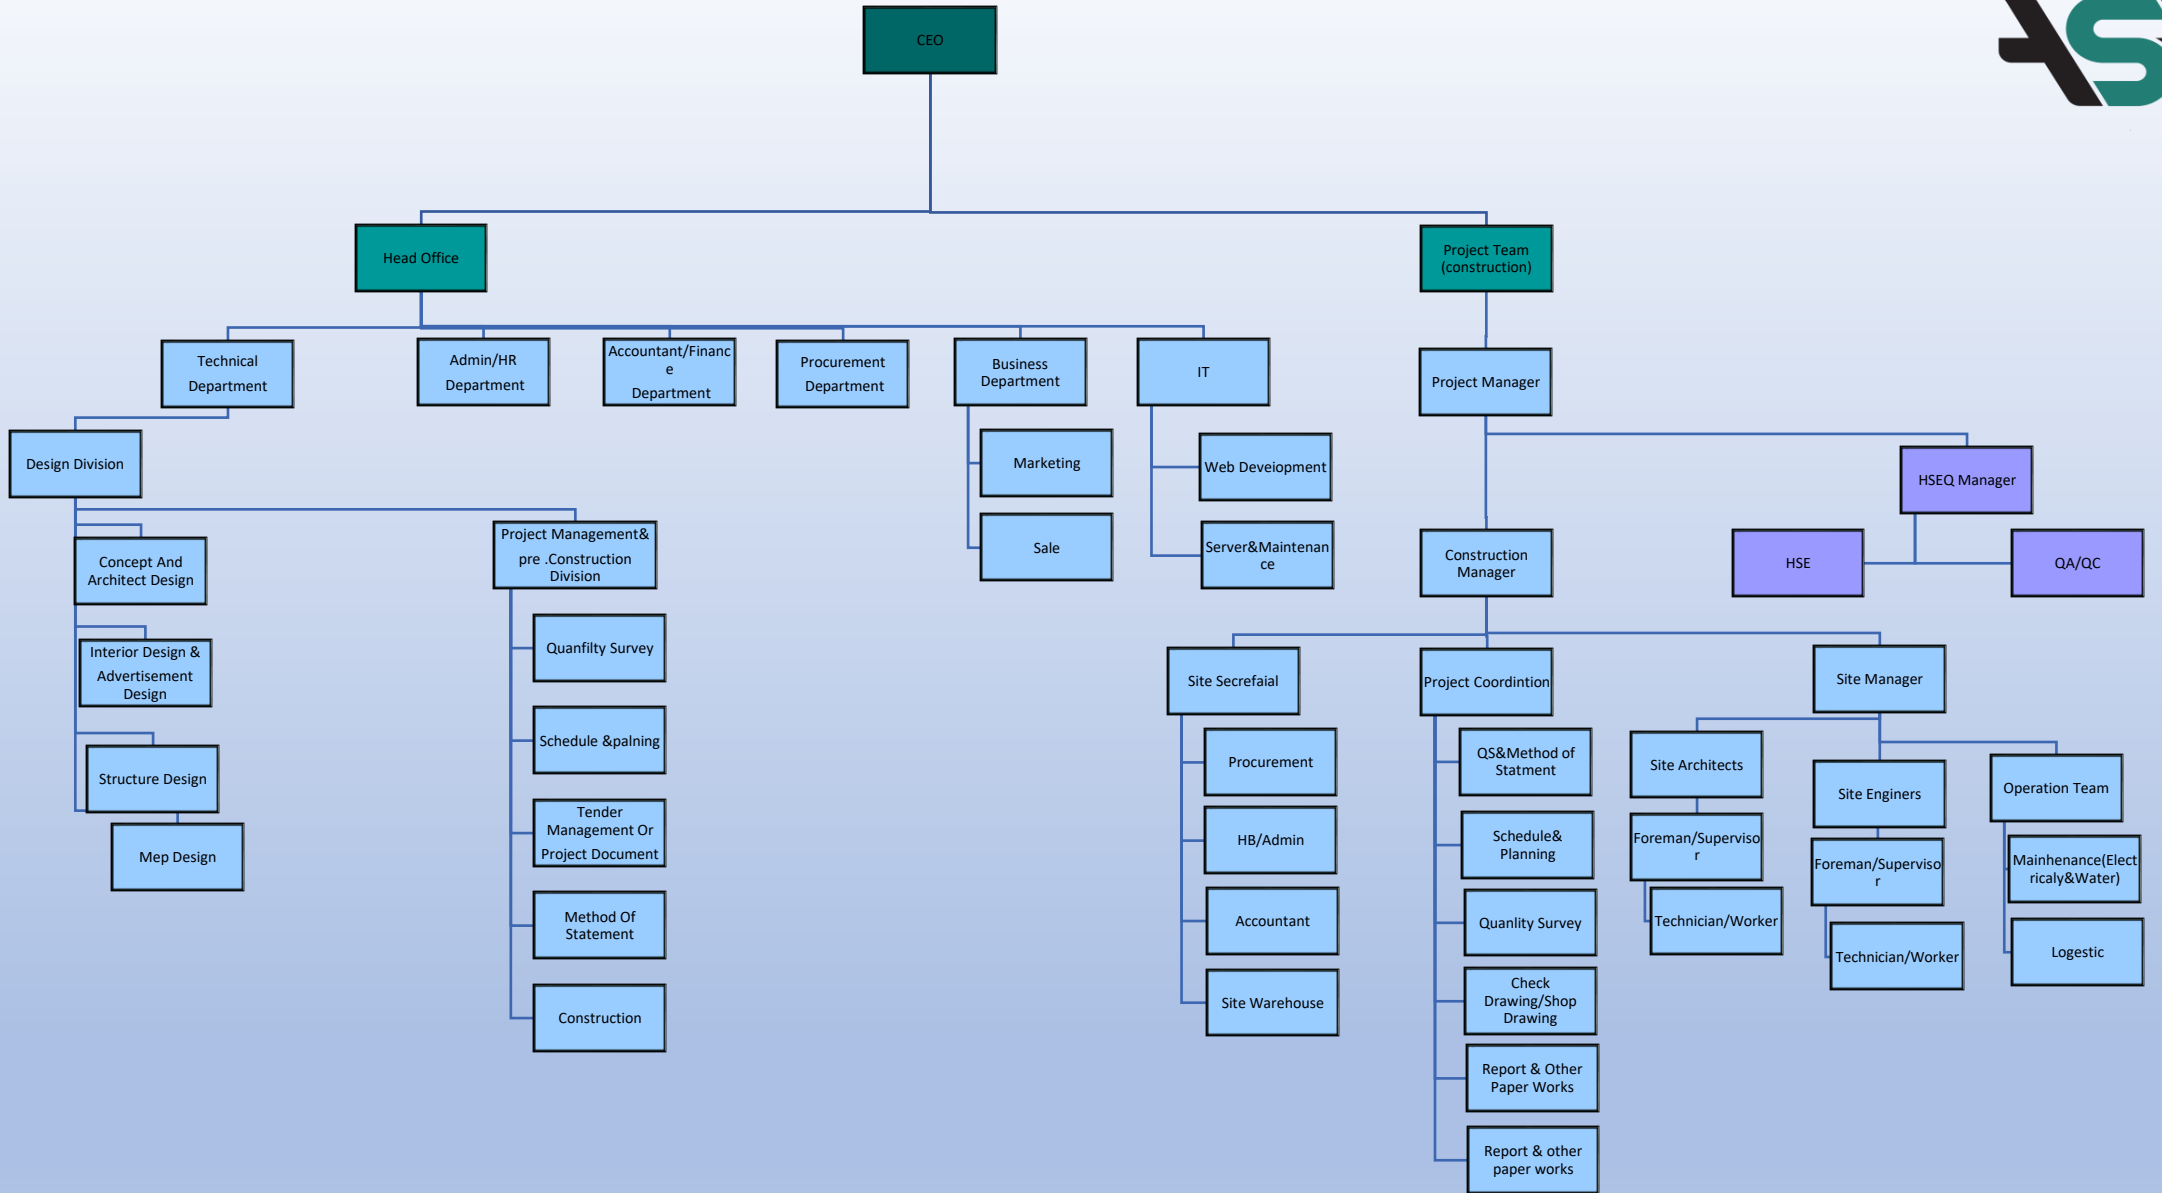 CEO
Head Office
Project Team
(construction)
Technical
Department
Admin/HR
Department
Accountant/Financ
e
Department
Procurement
Department
Business
Department
IT
Project Manager
Design Division
Marketing
Web Deveiopment
HSEQ Manager
Sale
Server&Maintenan
ce
Concept And
Architect Design
Project Management&
pre .Construction
Division
Construction
Manager
HSE
QA/QC
Interior Design &
Advertisement
Design
Quanfilty Survey
Site Secrefaial
Project Coordintion
Site Manager
Structure Design
Schedule &palning
Procurement
QS&Method of
Statment
Site Architects
Site Enginers
Operation Team
Mep Design
Tender
Management Or
Project Document
HB/Admin
Schedule&
Planning
Foreman/Superviso
r
Foreman/Superviso
r
Mainhenance(Elect
ricaly&Water)
Method Of
Statement
Accountant
Quanlity Survey
Technician/Worker
Technician/Worker
Logestic
Construction
Site Warehouse
Check
Drawing/Shop
Drawing
Report & Other
Paper Works
Report & other
paper works